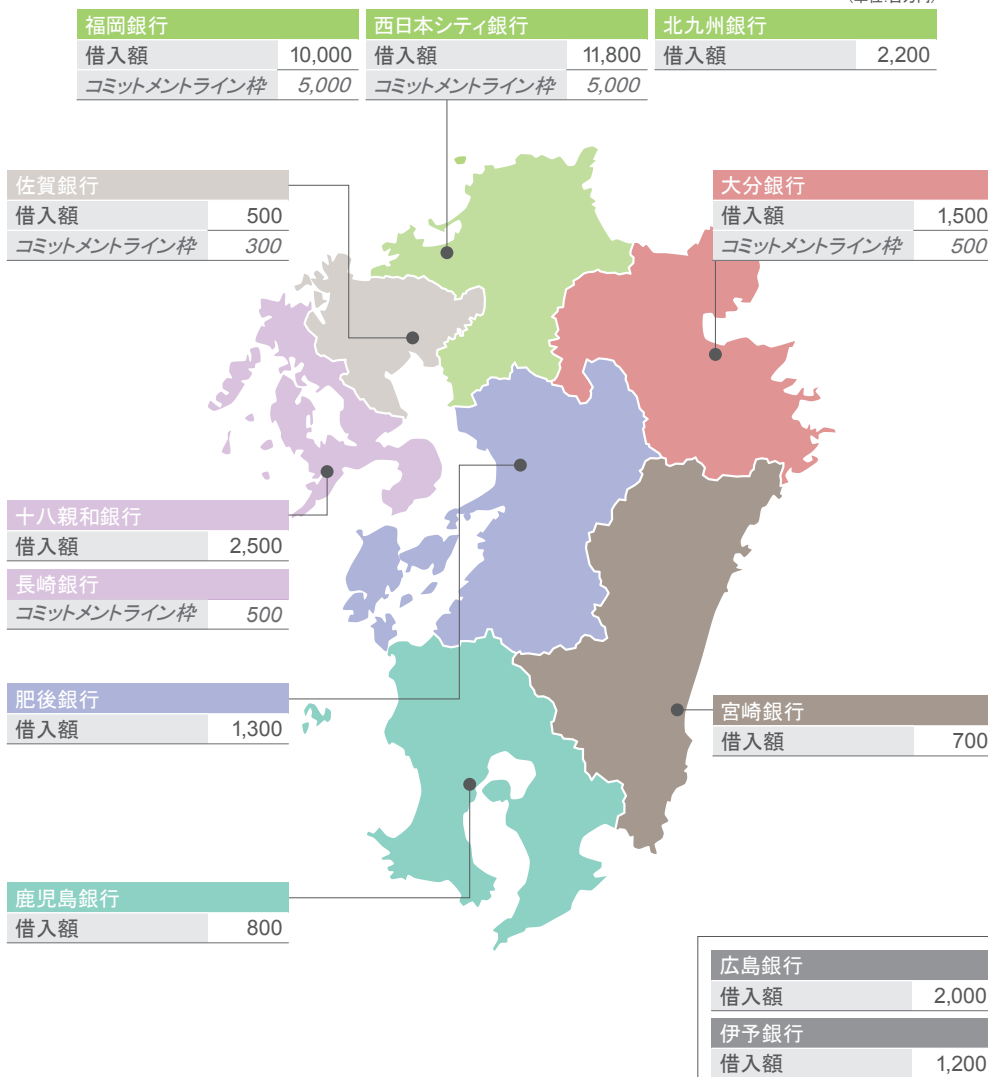 (単位:百万円)
福岡銀行
借入額 10,000
コミットメントライン枠 5,000
西日本シティ銀行
借入額 11,800
コミットメントライン枠 5,000
北九州銀行
借入額 2,200
佐賀銀行
借入額 500
コミットメントライン枠 300
大分銀行
借入額 1,500
コミットメントライン枠 500
十八親和銀行
借入額 2,500
長崎銀行
コミットメントライン枠 500
肥後銀行
借入額 1,300
宮崎銀行
借入額 700
鹿児島銀行
借入額 800
広島銀行
借入額 2,000
伊予銀行
借入額 1,200